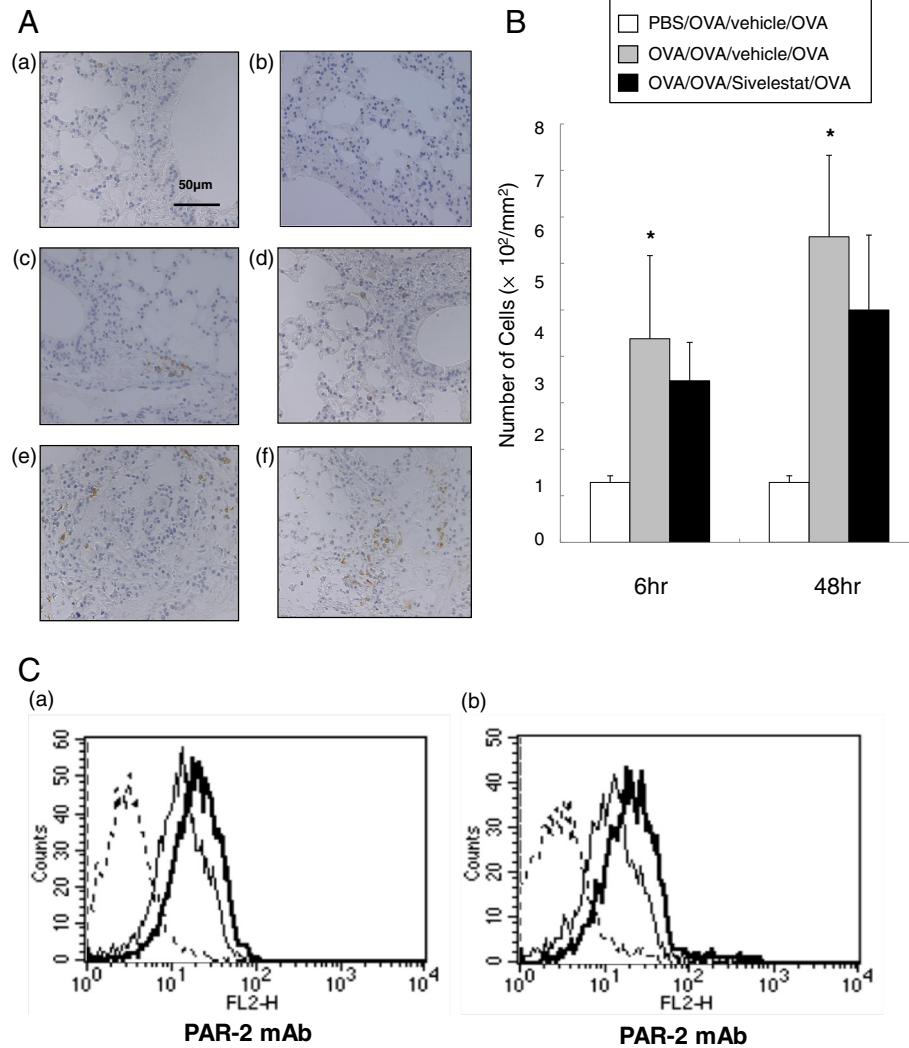 A
(a)
50μm
(b)
(c)
(d)
(e)
(f)
B
PBS/OVA/vehicle/OVA
OVA/OVA/vehicle/OVA
OVA/OVA/Sivelestat/OVA
Number of Cells (× 10²/mm²)
8
7
6
5
4
3
2
1
0
*
*
6hr
48hr
C
(a)
Counts
60
50
40
30
20
10
0
10⁰
10¹
10²
10³
10⁴
FL2-H
PAR-2 mAb
(b)
Counts
50
40
30
20
10
0
10⁰
10¹
10²
10³
10⁴
FL2-H
PAR-2 mAb